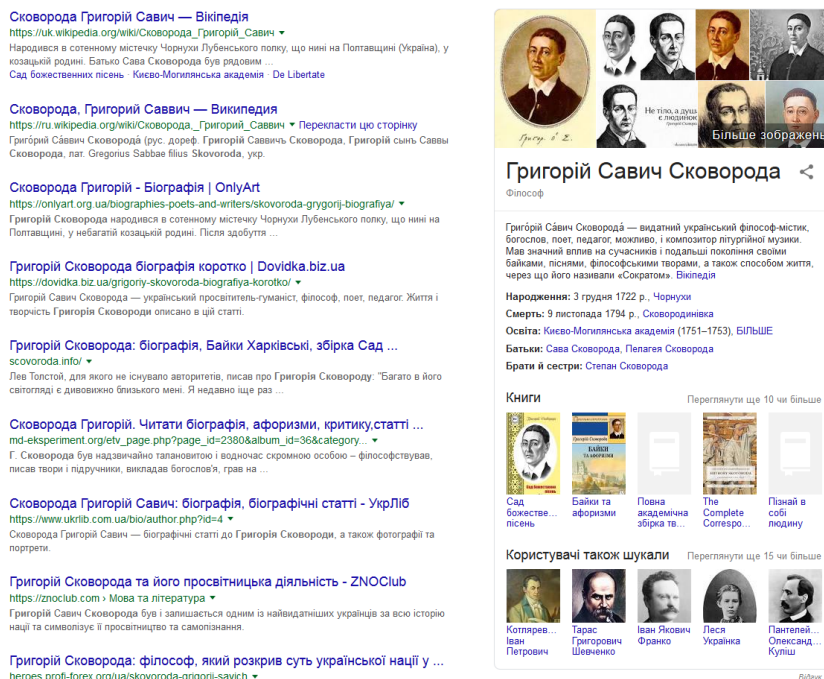 Сковорода Григорій Савич — Вікіпедія
https://uk.wikipedia.org/wiki/Сковорода_Григорій_Савич
Народився в сотенному містечку Чорнухи Лубенського полку, що нині на Полтавщині (Україна), у
козацькій родині. Батько Сава Сковорода був рядовим ...
Сад божественних пісень · Києво-Могилянська академія · De Libertate
Сковорода, Григорий Саввич — Википедия
https://ru.wikipedia.org/wiki/Сковорода,_Григорий_Саввич Перекласти цю сторінку
Григо́рий Са́ввич Сковорода́ (рус. дореф. Григорій Саввичъ Сковорода, Григорій сынъ Саввы
Сковорода, лат. Gregorius Sabbae filius Skovoroda, укр.
Сковорода Григорій - Біографія | OnlyArt
https://onlyart.org.ua/biographies-poets-and-writers/skovoroda-grygorij-biografiya/
Григорій Сковорода народився в сотенному містечку Чорнухи Лубенського полку, що нині на
Полтавщині, у небагатій козацькій родині. Після здобуття ...
Григорій Сковорода біографія коротко | Dovidka.biz.ua
https://dovidka.biz.ua/grigoriy-skovoroda-biografiya-korotko/
Григорій Савич Сковорода — український просвітитель-гуманіст, філософ, поет, педагог. Життя і
творчість Григорія Сковороди описано в цій статті.
Григорій Сковорода: біографія, Байки Харківські, збірка Сад ...
scovoroda.info/
Лев Толстой, для якого не існувало авторитетів, писав про Григорія Сковороду: "Багато в його
світогляді є дивовижно близького мені. Я недавно іще раз ...
Сковорода Григорій. Читати біографія, афоризми, критику,статті ...
md-eksperiment.org/etv_page.php?page_id=2380&album_id=36&category...
Г. Сковорода був надзвичайно талановитою і водночас скромною особою – філософствував,
писав твори і підручники, викладав богослов'я, грав на ...
Сковорода Григорій Савич: біографія, біографічні статті - УкрЛіб
https://www.ukrlib.com.ua/bio/author.php?id=4
Сковорода Григорій Савич — біографічні статті до Григорія Сковороди, а також фотографії та
портрети.
Григорій Сковорода та його просвітницька діяльність - ZNOClub
https://znoclub.com › Мова та література
Григорій Савич Сковорода був і залишається одним із найвидатніших українців за всю історію
нації та символізує її просвітництво та самопізнання.
Григорій Сковорода: філософ, який розкрив суть української нації у ...
heroes.profi-forex.org/ua/skovoroda-grigorij-savich
Не тіло, а душа
є людиною
Більше зображень
Григорій Савич Сковорода
Філософ
Григо́рій Са́вич Сковорода́ — видатний український філософ-містик,
богослов, поет, педагог, можливо, і композитор літургійної музики.
Мав значний вплив на сучасників і подальші покоління своїми
байками, піснями, філософськими творами, а також способом життя,
через що його називали «Сократом». Вікіпедія
Народження: 3 грудня 1722 р., Чорнухи
Смерть: 9 листопада 1794 р., Сковородинівка
Освіта: Києво-Могилянська академія (1751–1753), БІЛЬШЕ
Батьки: Сава Сковорода, Пелагея Сковорода
Брати й сестри: Степан Сковорода
Книги Переглянути ще 10 чи більше
БАЙКИ
ТА АФОРИЗМИ
Сад божестве... пісень
Байки та афоризми
Повна академічна збірка тв...
The Complete Correspo...
Пізнай в собі людину
Користувачі також шукали Переглянути ще 15 чи більше
Котлярев... Іван Петрович
Тарас Григорович Шевченко
Іван Якович Франко
Леся Українка
Пантелей... Олександ... Куліш
Відгук